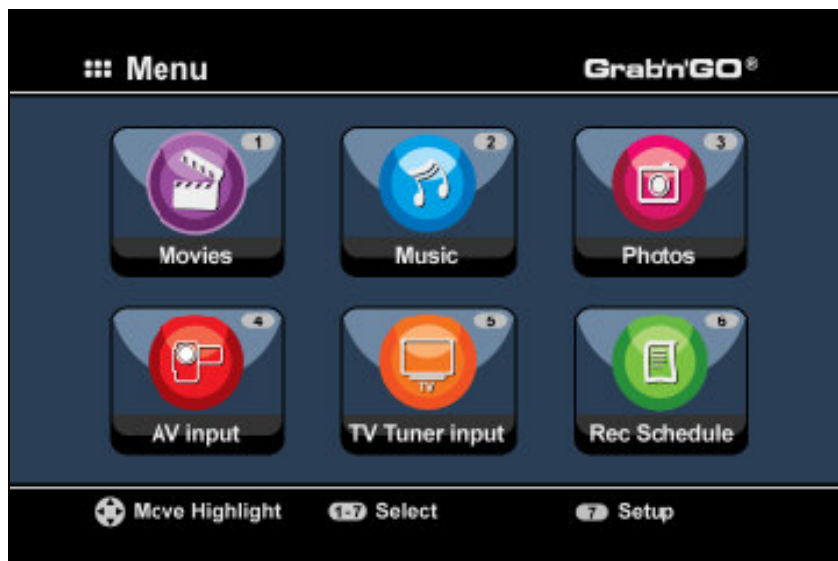 Menu Grab'n'GO®
1 2 3
Movies Music Photos
4 5 6
TV
AV input TV Tuner input Rec Schedule
Move Highlight 1-7 Select 7 Setup